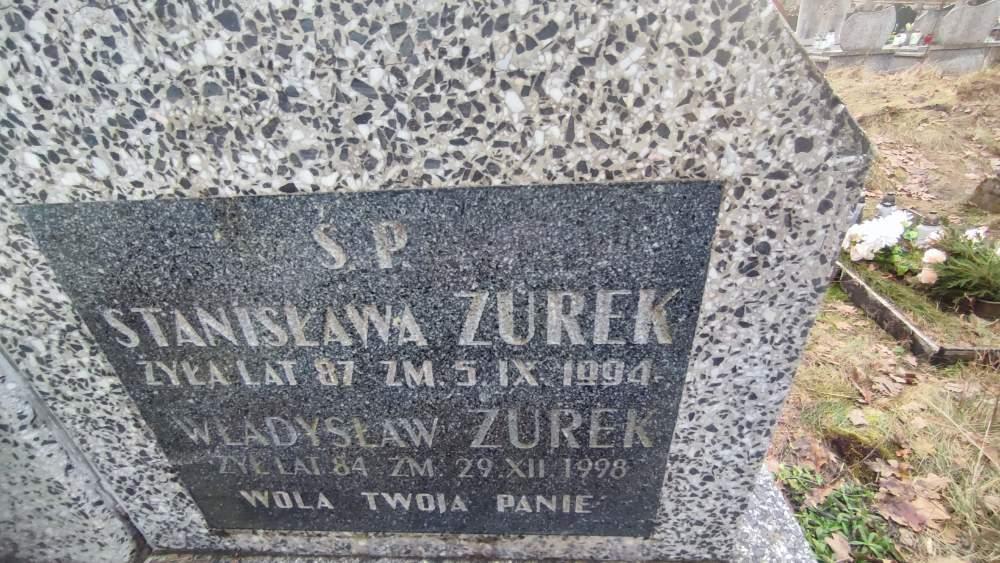 Ś P
STANISŁAWA ŻUREK
ŻYŁA LAT 87 ZM. 5.IX.1994
WŁADYSŁAW ŻUREK
ŻYŁ LAT 84 ZM. 29.XII.1998
WOLA TWOJA PANIE